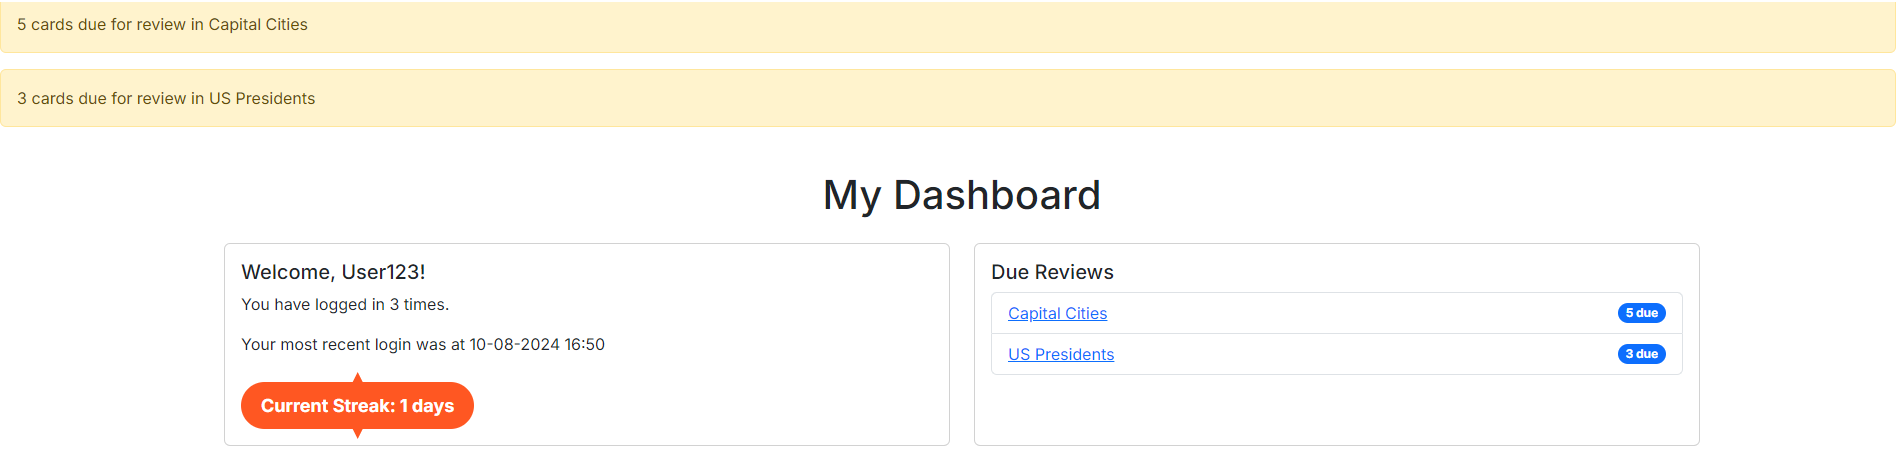 5 cards due for review in Capital Cities
3 cards due for review in US Presidents
My Dashboard
Welcome, User123!
You have logged in 3 times.
Your most recent login was at 10-08-2024 16:50
Current Streak: 1 days
Due Reviews
Capital Cities 5 due
US Presidents 3 due